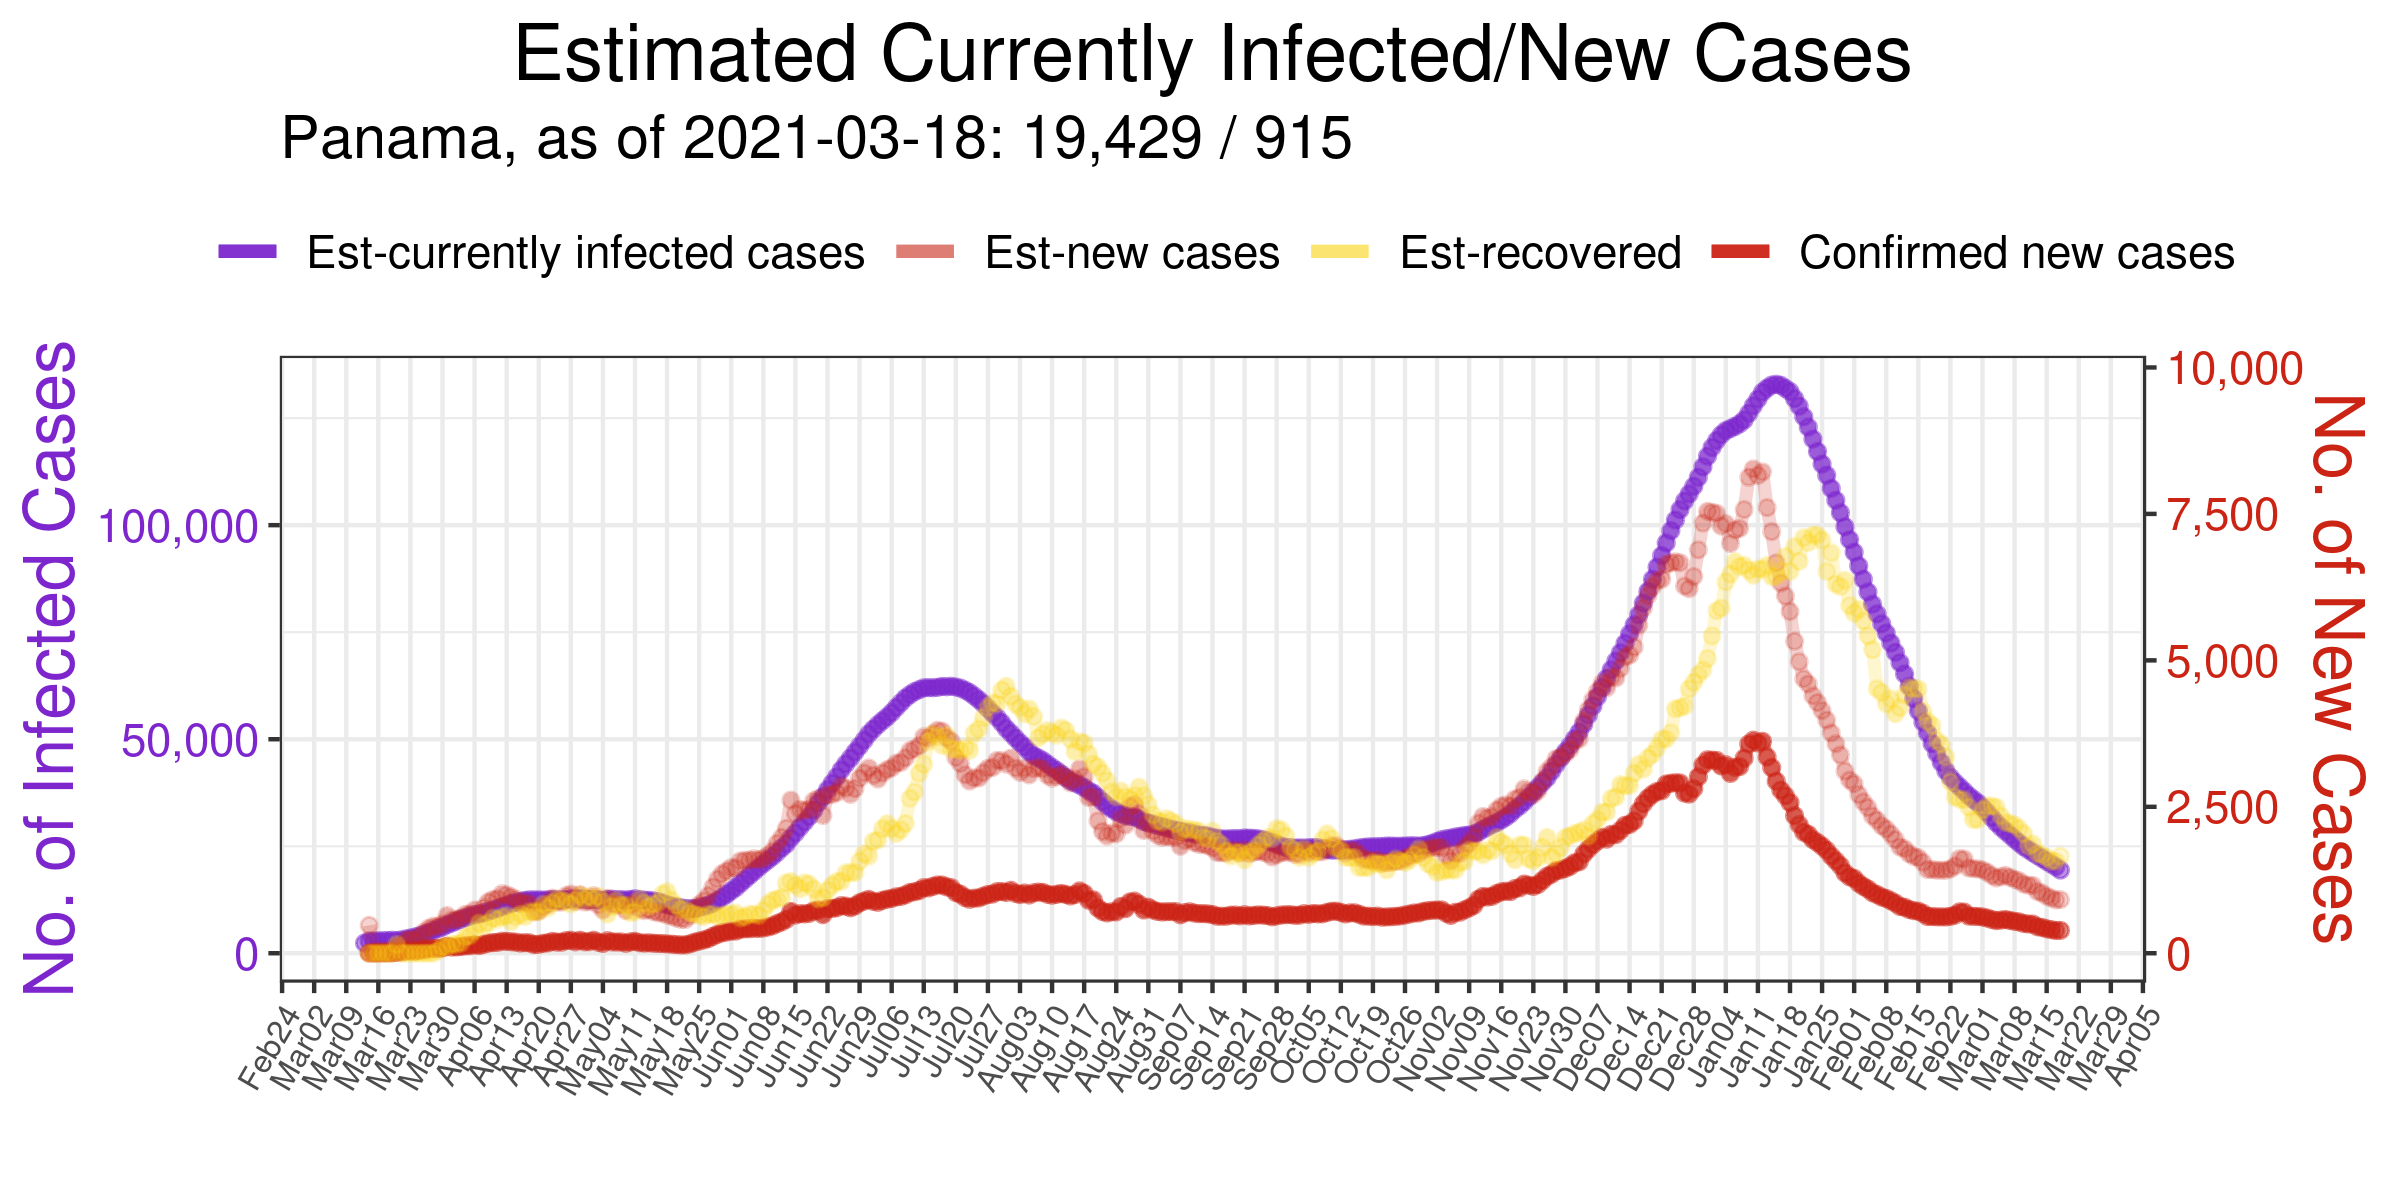 Estimated Currently Infected/New Cases
Panama, as of 2021-03-18: 19,429 / 915
Est-currently infected cases Est-new cases Est-recovered Confirmed new cases
No. of Infected Cases
100,000
50,000
0
10,000
7,500
5,000
2,500
0
No. of New Cases
Feb24 Mar02 Mar09 Mar16 Mar23 Mar30 Apr06 Apr13 Apr20 Apr27 May04 May11 May18 May25 Jun01 Jun08 Jun15 Jun22 Jun29 Jul06 Jul13 Jul20 Jul27 Aug03 Aug10 Aug17 Aug24 Aug31 Sep07 Sep14 Sep21 Sep28 Oct05 Oct12 Oct19 Oct26 Nov02 Nov09 Nov16 Nov23 Nov30 Dec07 Dec14 Dec21 Dec28 Jan04 Jan11 Jan18 Jan25 Feb01 Feb08 Feb15 Feb22 Mar01 Mar08 Mar15 Mar22 Mar29 Apr05